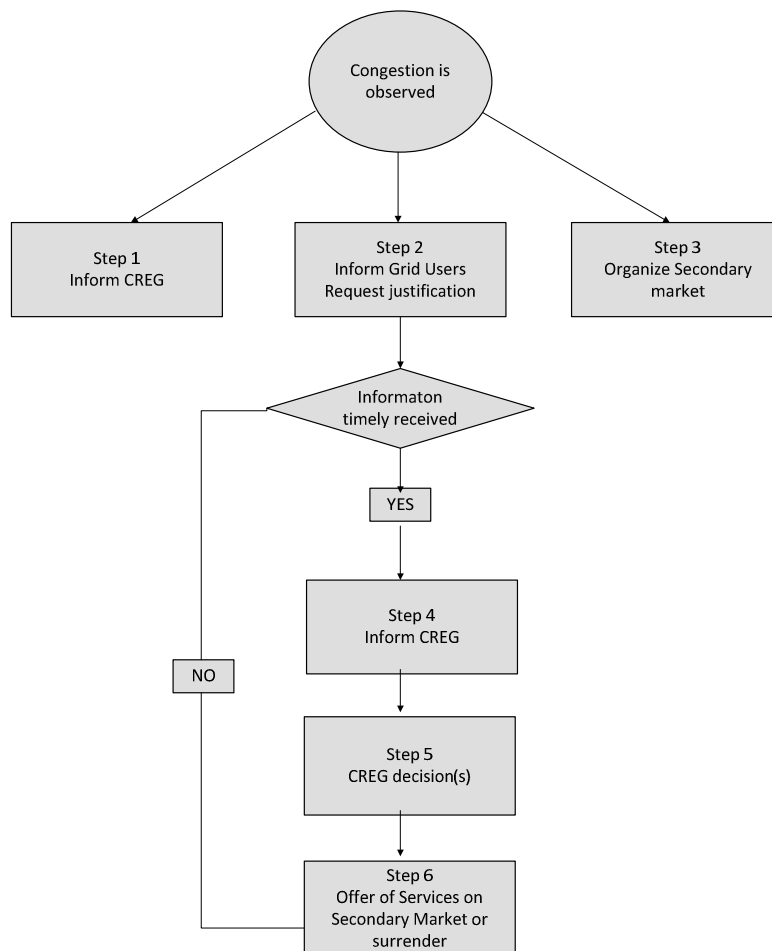 Congestion is
observed
Step 1
Inform CREG
Step 2
Inform Grid Users
Request justification
Step 3
Organize Secondary
market
Informaton
timely received
YES
Step 4
Inform CREG
NO
Step 5
CREG decision(s)
Step 6
Offer of Services on
Secondary Market or
surrender